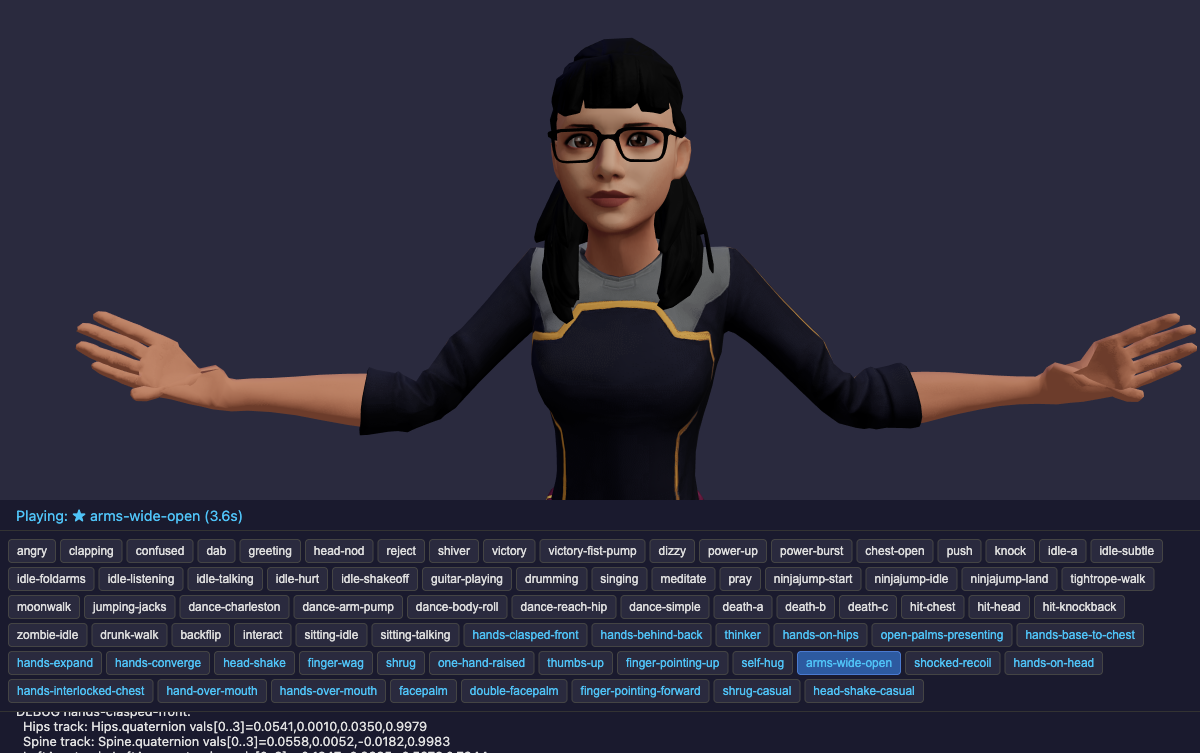 Playing: ★ arms-wide-open (3.6s)
angry clapping confused dab greeting head-nod reject shiver victory victory-fist-pump dizzy power-up power-burst chest-open push knock idle-a idle-subtle
idle-foldarms idle-listening idle-talking idle-hurt idle-shakeoff guitar-playing drumming singing meditate pray ninjajump-start ninjajump-idle ninjajump-land tightrope-walk
moonwalk jumping-jacks dance-charleston dance-arm-pump dance-body-roll dance-reach-hip dance-simple death-a death-b death-c hit-chest hit-head hit-knockback
zombie-idle drunk-walk backflip interact sitting-idle sitting-talking hands-clasped-front hands-behind-back thinker hands-on-hips open-palms-presenting hands-base-to-chest
hands-expand hands-converge head-shake finger-wag shrug one-hand-raised thumbs-up finger-pointing-up self-hug arms-wide-open shocked-recoil hands-on-head
hands-interlocked-chest hand-over-mouth hands-over-mouth facepalm double-facepalm finger-pointing-forward shrug-casual head-shake-casual
DEBUG hands-clasped-front:
Hips track: Hips.quaternion vals[0..3]=0.0541,0.0010,0.0350,0.9979
Spine track: Spine.quaternion vals[0..3]=0.0558,0.0052,-0.0182,0.9983